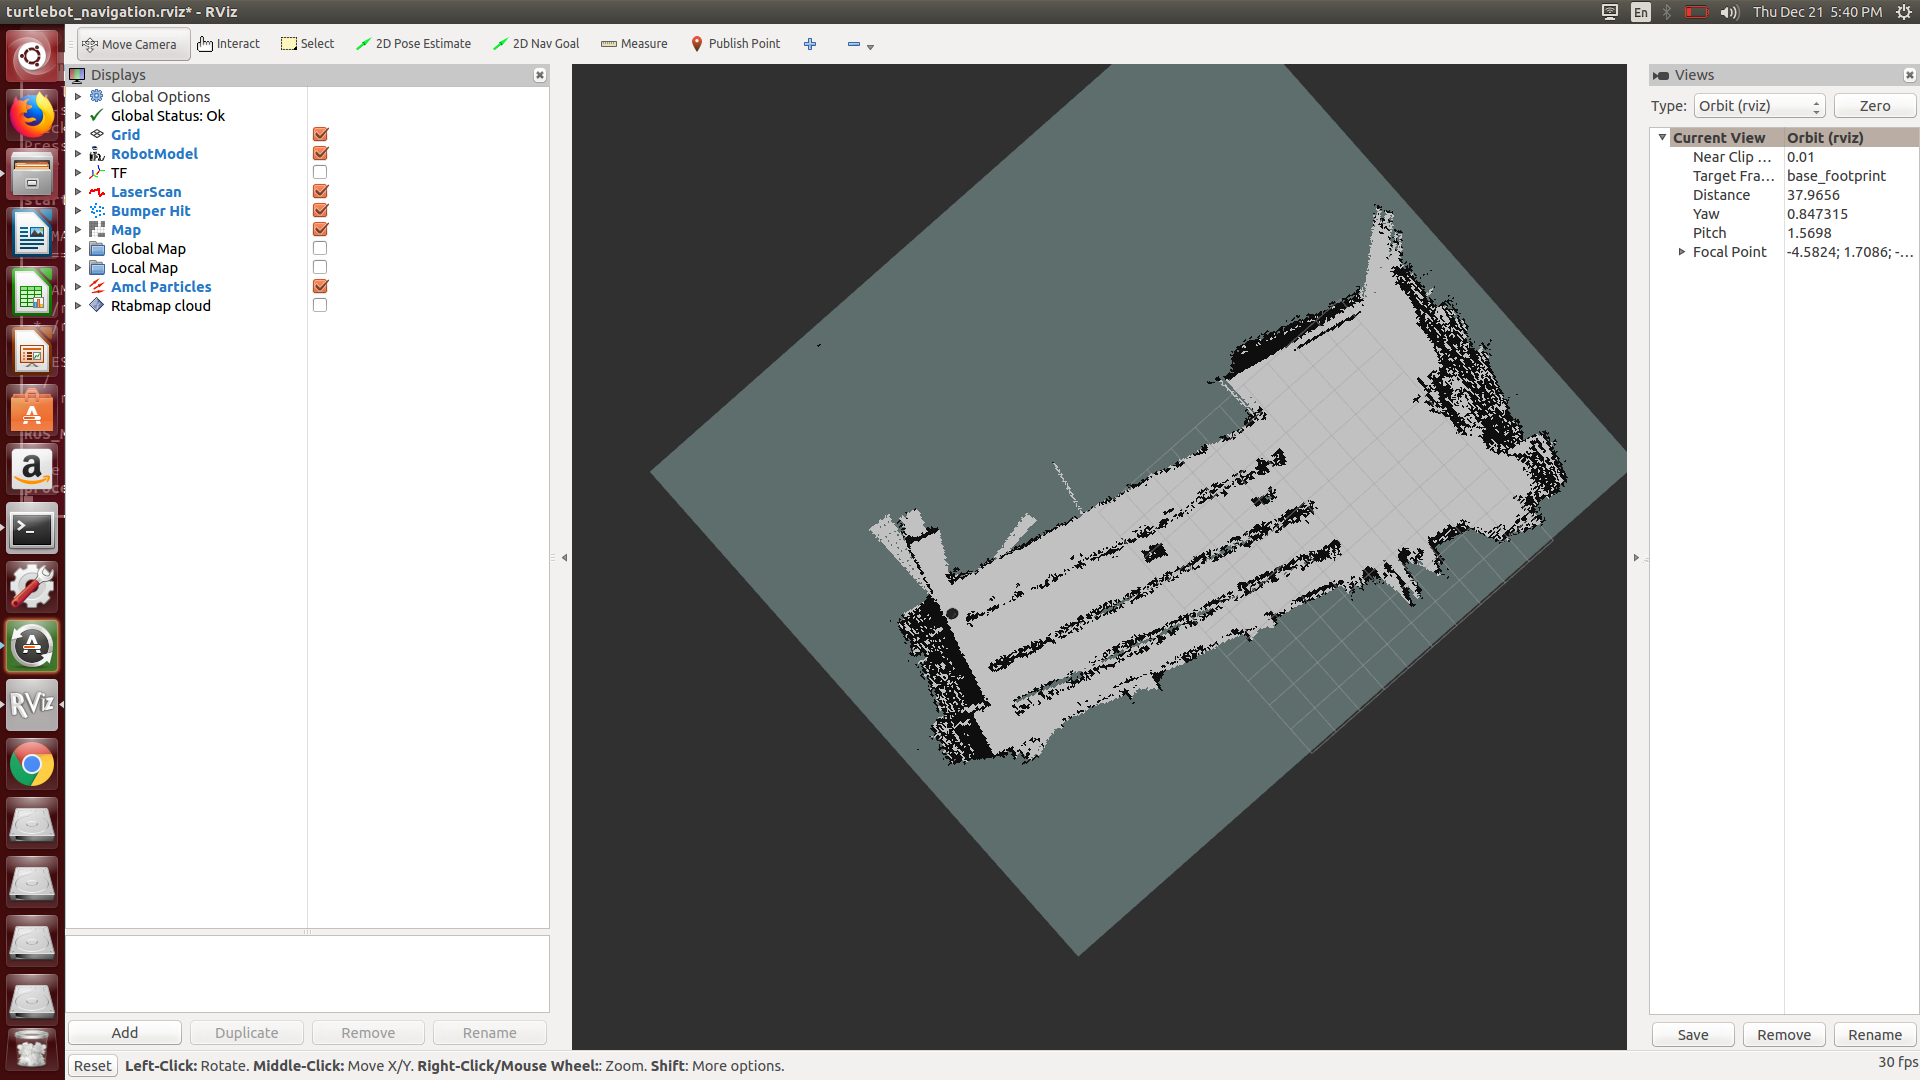 turtlebot_navigation.rviz* - RViz
En
Thu Dec 21 5:40 PM
Move Camera
Interact
Select
2D Pose Estimate
2D Nav Goal
Measure
Publish Point
Displays
Global Options
Global Status: Ok
Grid
RobotModel
TF
LaserScan
Bumper Hit
Map
Global Map
Local Map
Amcl Particles
Rtabmap cloud
Add
Duplicate
Remove
Rename
Views
Type:
Orbit (rviz)
Zero
Current View Orbit (rviz)
Near Clip ... 0.01
Target Fra... base_footprint
Distance 37.9656
Yaw 0.847315
Pitch 1.5698
Focal Point -4.5824; 1.7086; -...
Save
Remove
Rename
RViz
Reset
Left-Click: Rotate. Middle-Click: Move X/Y. Right-Click/Mouse Wheel:: Zoom. Shift: More options.
30 fps